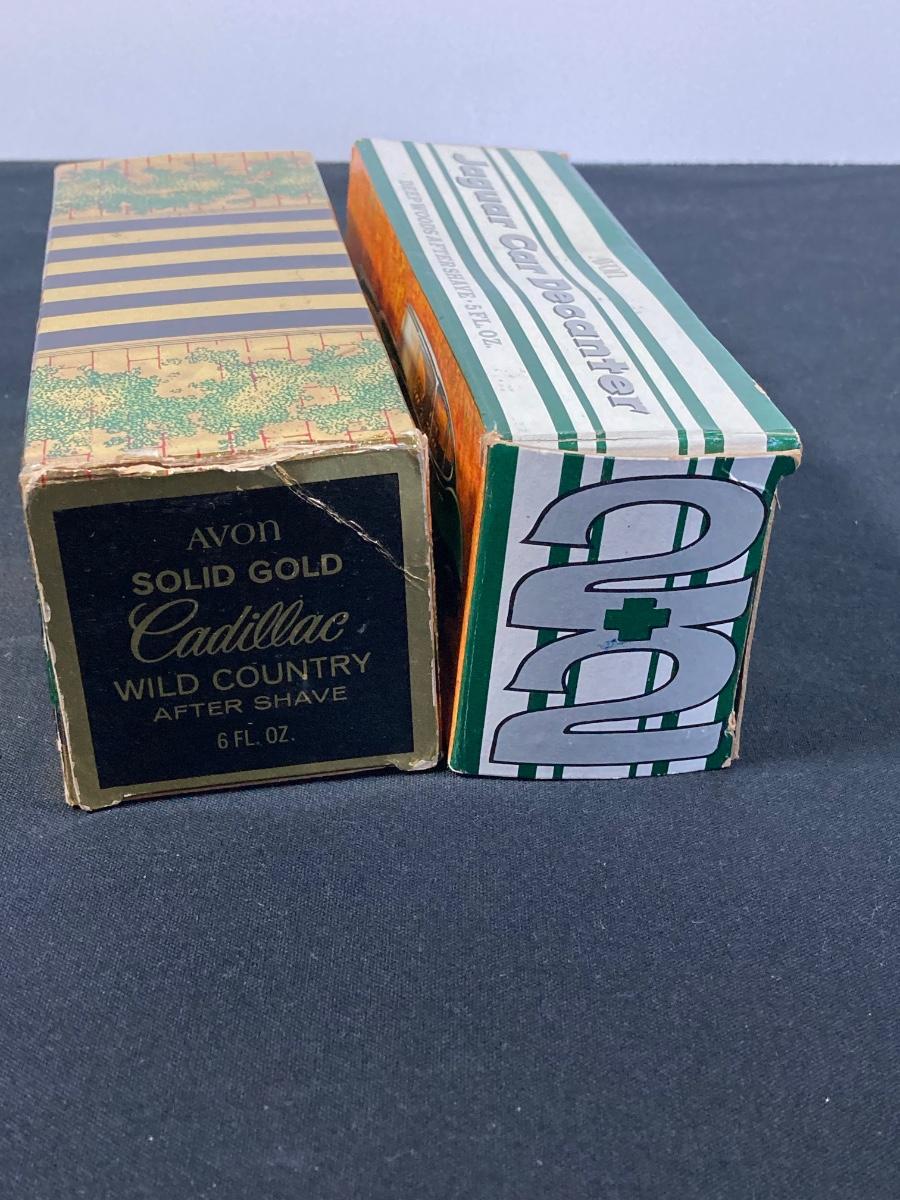 AVON
SOLID GOLD
Cadillac
WILD COUNTRY
AFTER SHAVE
6 FL. OZ.
AVON
Jaguar Car Decanter
DEEP WOODS AFTER SHAVE · 5 FL. OZ.
2+2